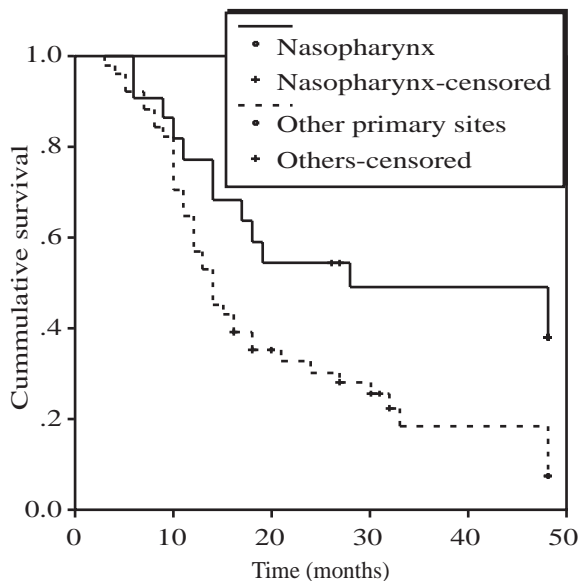 Nasopharynx
Nasopharynx-censored
Other primary sites
Others-censored
Cummulative survival
1.0
.8
.6
.4
.2
0.0
0 10 20 30 40 50
Time (months)